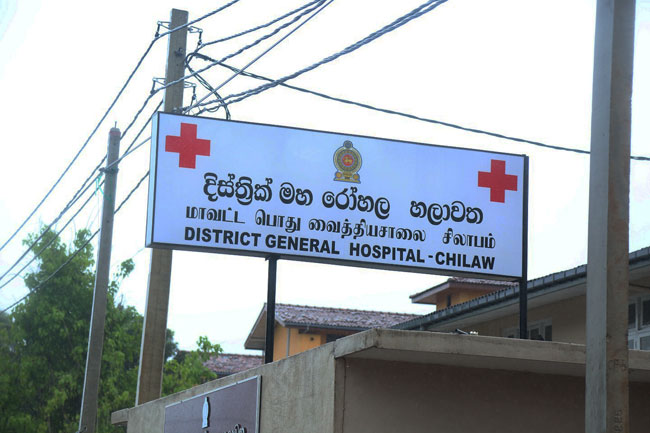 දිස්ත්‍රික් මහ රෝහල හලාවත
மாவட்ட பொது வைத்தியசாலை சிலாபம்
DISTRICT GENERAL HOSPITAL - CHILAW